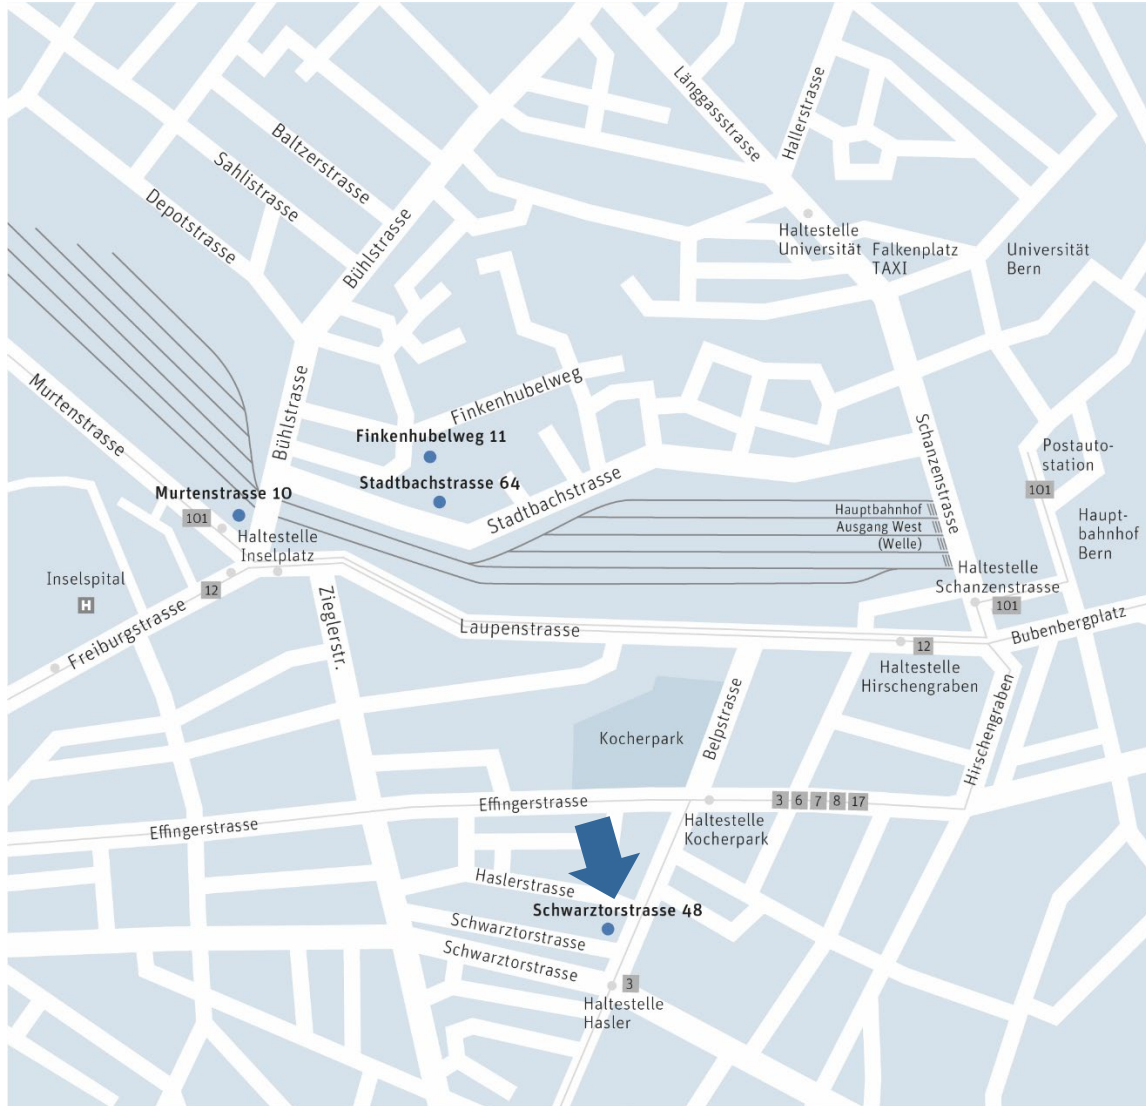 Länggassstrasse
Hallerstrasse
Baltzerstrasse
Sahlistrasse
Depotstrasse
Bühlstrasse
Haltestelle
Universität
Falkenplatz
TAXI
Universität
Bern
Murtenstrasse
Bühlstrasse
Finkenhubelweg
Finkenhubelweg 11
Stadtbachstrasse 64
Stadtbachstrasse
Schanzenstrasse
Postauto-
station
101
Murtenstrasse 10
101
Haltestelle
Inselplatz
Hauptbahnhof
Ausgang West
(Welle)
Haupt-
bahnhof
Bern
Haltestelle
Schanzenstrasse
101
Inselspital
H
12
Freiburgstrasse
Zieglerstr.
Laupenstrasse
Bubenbergplatz
12
Haltestelle
Hirschengraben
Hirschengraben
Kocherpark
Belpstrasse
Effingerstrasse
Effingerstrasse
3
6
7
8
17
Haltestelle
Kocherpark
Haslerstrasse
Schwarztorstrasse 48
Schwarztorstrasse
Schwarztorstrasse
3
Haltestelle
Hasler